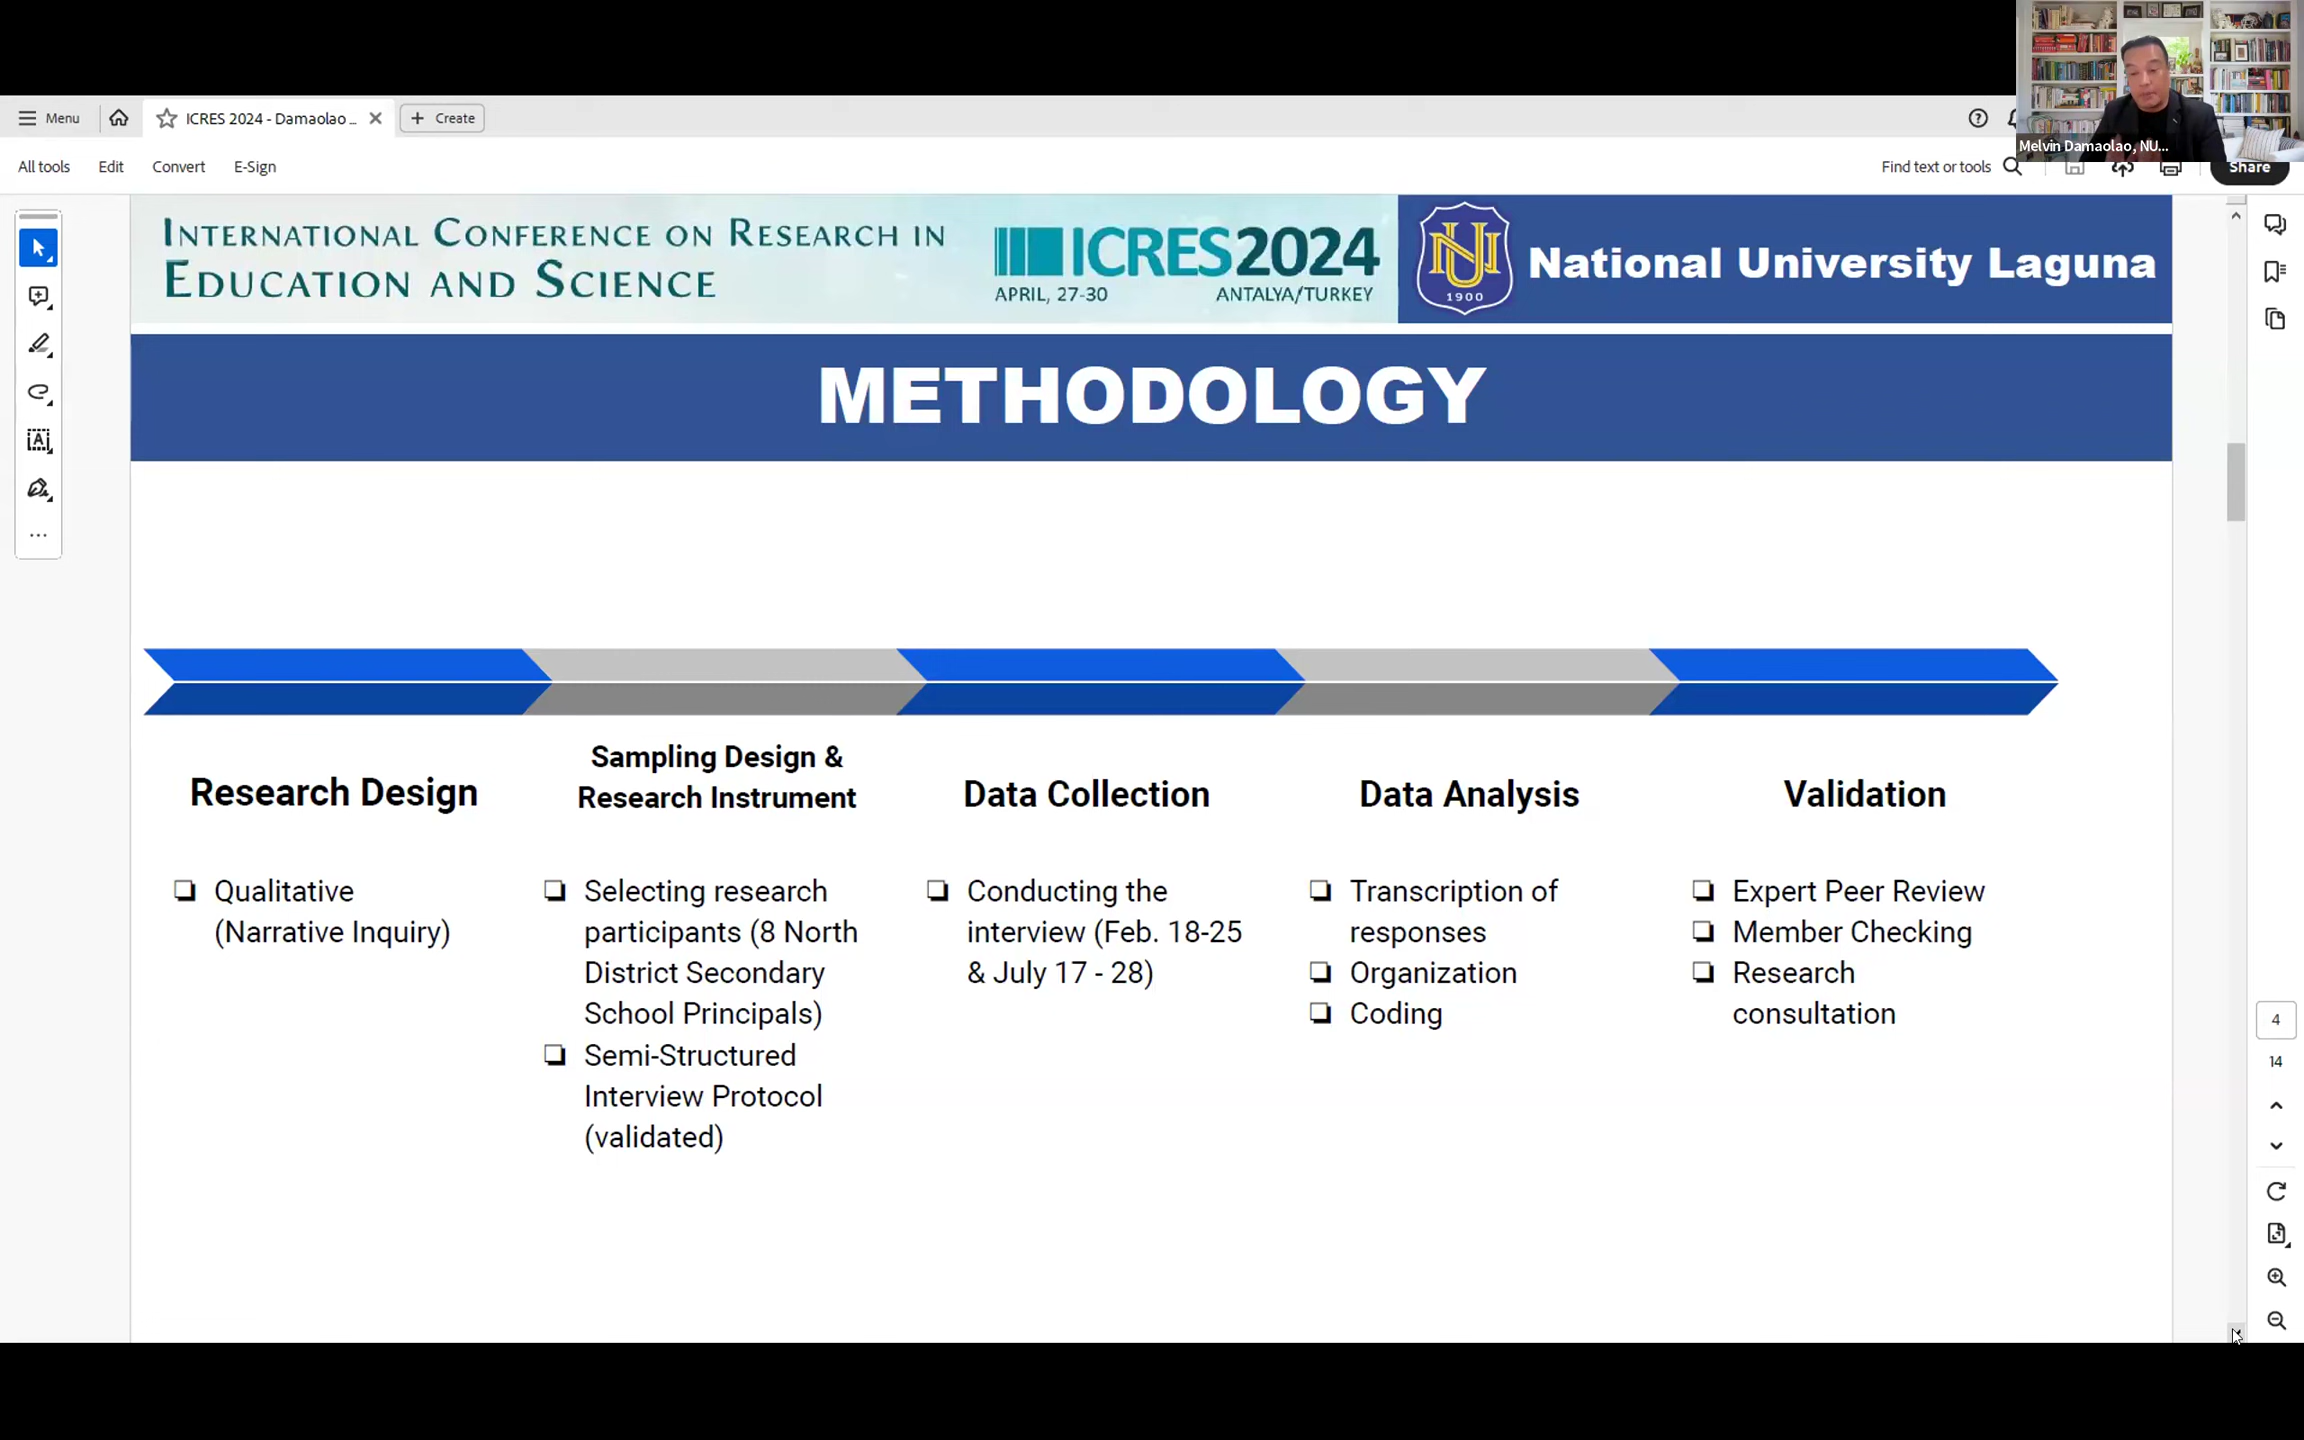 Menu
ICRES 2024 - Damaolao ...
Create
All tools
Edit
Convert
E-Sign
Find text or tools
Share
Melvin Damaolao, NU...
INTERNATIONAL CONFERENCE ON RESEARCH IN
EDUCATION AND SCIENCE
ICRES2024
APRIL, 27-30
ANTALYA/TURKEY
NU
1900
National University Laguna
METHODOLOGY
Research Design
Qualitative
(Narrative Inquiry)
Sampling Design &
Research Instrument
Selecting research
participants (8 North
District Secondary
School Principals)
Semi-Structured
Interview Protocol
(validated)
Data Collection
Conducting the
interview (Feb. 18-25
& July 17 - 28)
Data Analysis
Transcription of
responses
Organization
Coding
Validation
Expert Peer Review
Member Checking
Research
consultation
4
14